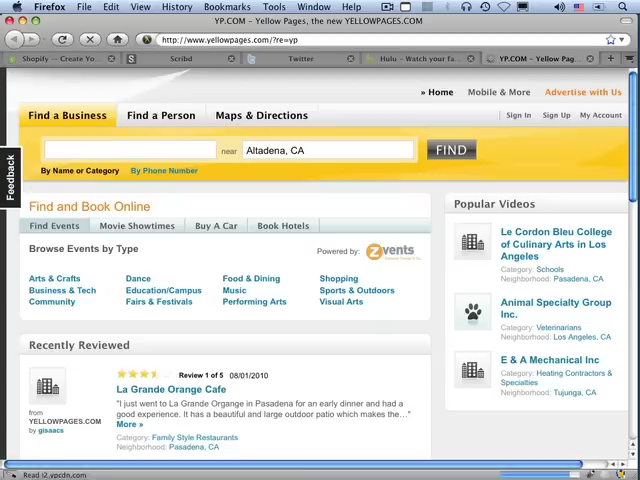 Firefox File Edit View History Bookmarks Tools Window Help
YP.COM - Yellow Pages, the new YELLOWPAGES.COM
http://www.yellowpages.com/?re=yp
Shopify — Create Yo...
Scribd
Twitter
Hulu - Watch your fa...
YP.COM - Yellow Pag...
» Home Mobile & More Advertise with Us
Find a Business Find a Person Maps & Directions
Sign In Sign Up My Account
near Altadena, CA FIND
By Name or Category By Phone Number
Feedback
Find and Book Online
Find Events Movie Showtimes Buy A Car Book Hotels
Browse Events by Type
Powered by: zvents
Arts & Crafts Dance Food & Dining Shopping
Business & Tech Education/Campus Music Sports & Outdoors
Community Fairs & Festivals Performing Arts Visual Arts
Popular Videos
Le Cordon Bleu College
of Culinary Arts in Los
Angeles
Category: Schools
Neighborhood: Pasadena, CA
Animal Specialty Group
Inc.
Category: Veterinarians
Neighborhood: Los Angeles, CA
E & A Mechanical Inc
Category: Heating Contractors &
Specialties
Neighborhood: Tujunga, CA
Recently Reviewed
Review 1 of 5 08/01/2010
La Grande Orange Cafe
"I just went to La Grande Organge in Pasadena for an early dinner and had a
good experience. It has a beautiful and large outdoor patio which makes the..."
More »
Category: Family Style Restaurants
Neighborhood: Pasadena, CA
from
YELLOWPAGES.COM
by gisaacs
Read i2.ypcdn.com